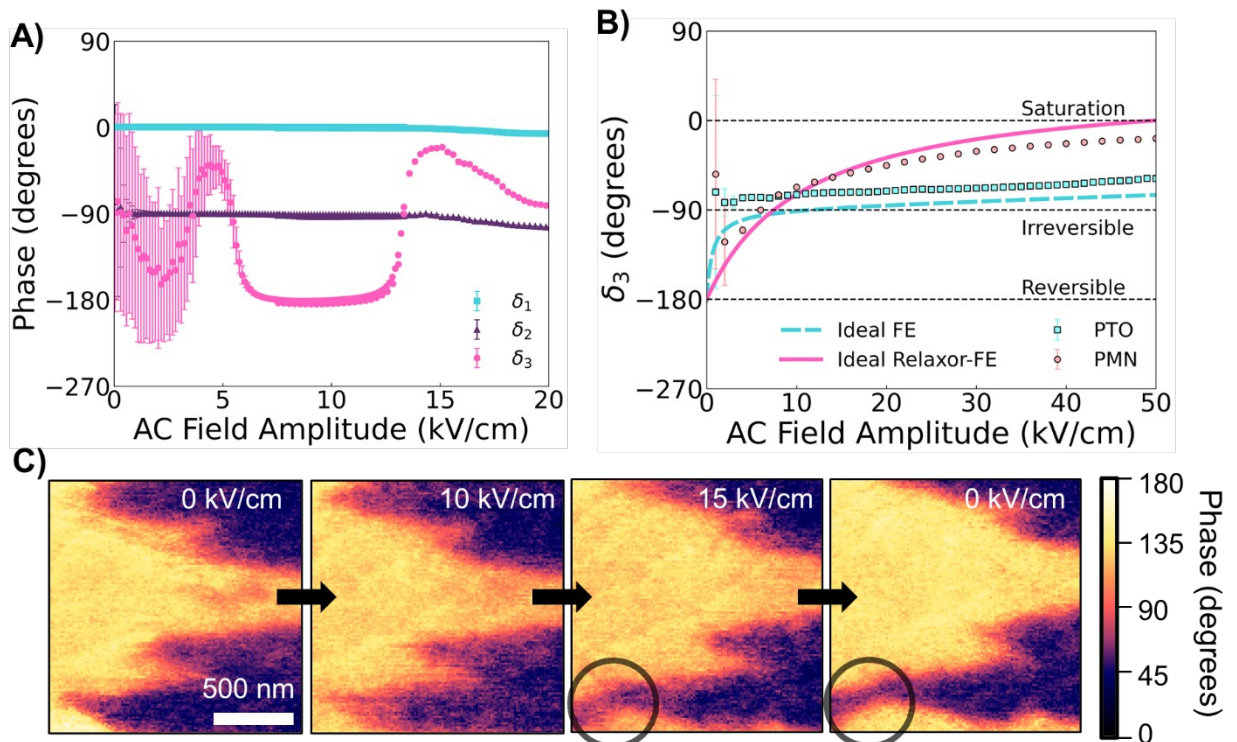 A)
90
0
−90
−180
−270
Phase (degrees)
δ1
δ2
δ3
0 5 10 15 20
AC Field Amplitude (kV/cm)
B)
90
0
−90
−180
−270
δ3 (degrees)
Saturation
Irreversible
Reversible
Ideal FE
Ideal Relaxor-FE
PTO
PMN
0 10 20 30 40 50
AC Field Amplitude (kV/cm)
C)
0 kV/cm
10 kV/cm
15 kV/cm
0 kV/cm
500 nm
180
135
90
45
0
Phase (degrees)